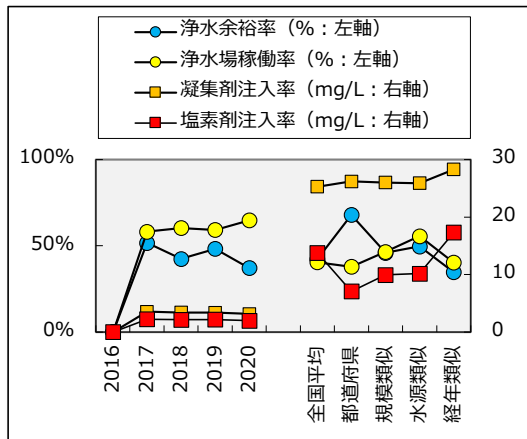 浄水余裕率（%：左軸）
浄水場稼働率（%：左軸）
凝集剤注入率（mg/L：右軸）
塩素剤注入率（mg/L：右軸）
100%
50%
0%
30
20
10
0
2016
2017
2018
2019
2020
全国平均
都道府県
規模類似
水源類似
経年類似